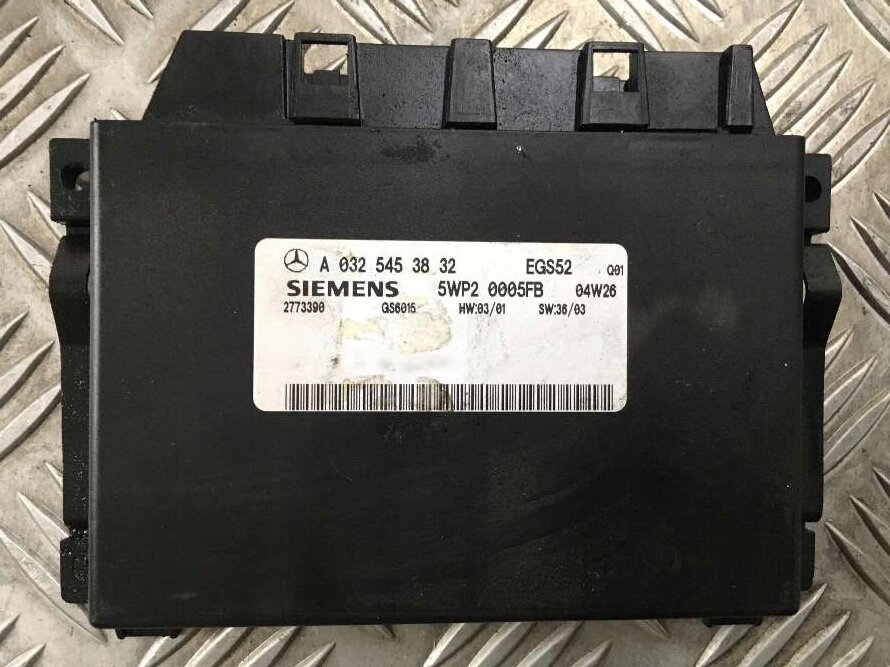 A 032 545 38 32 EGS52 Q01
SIEMENS 5WP2 0005FB 04W26
2773390 GS6015 HW:03/01 SW:36/03